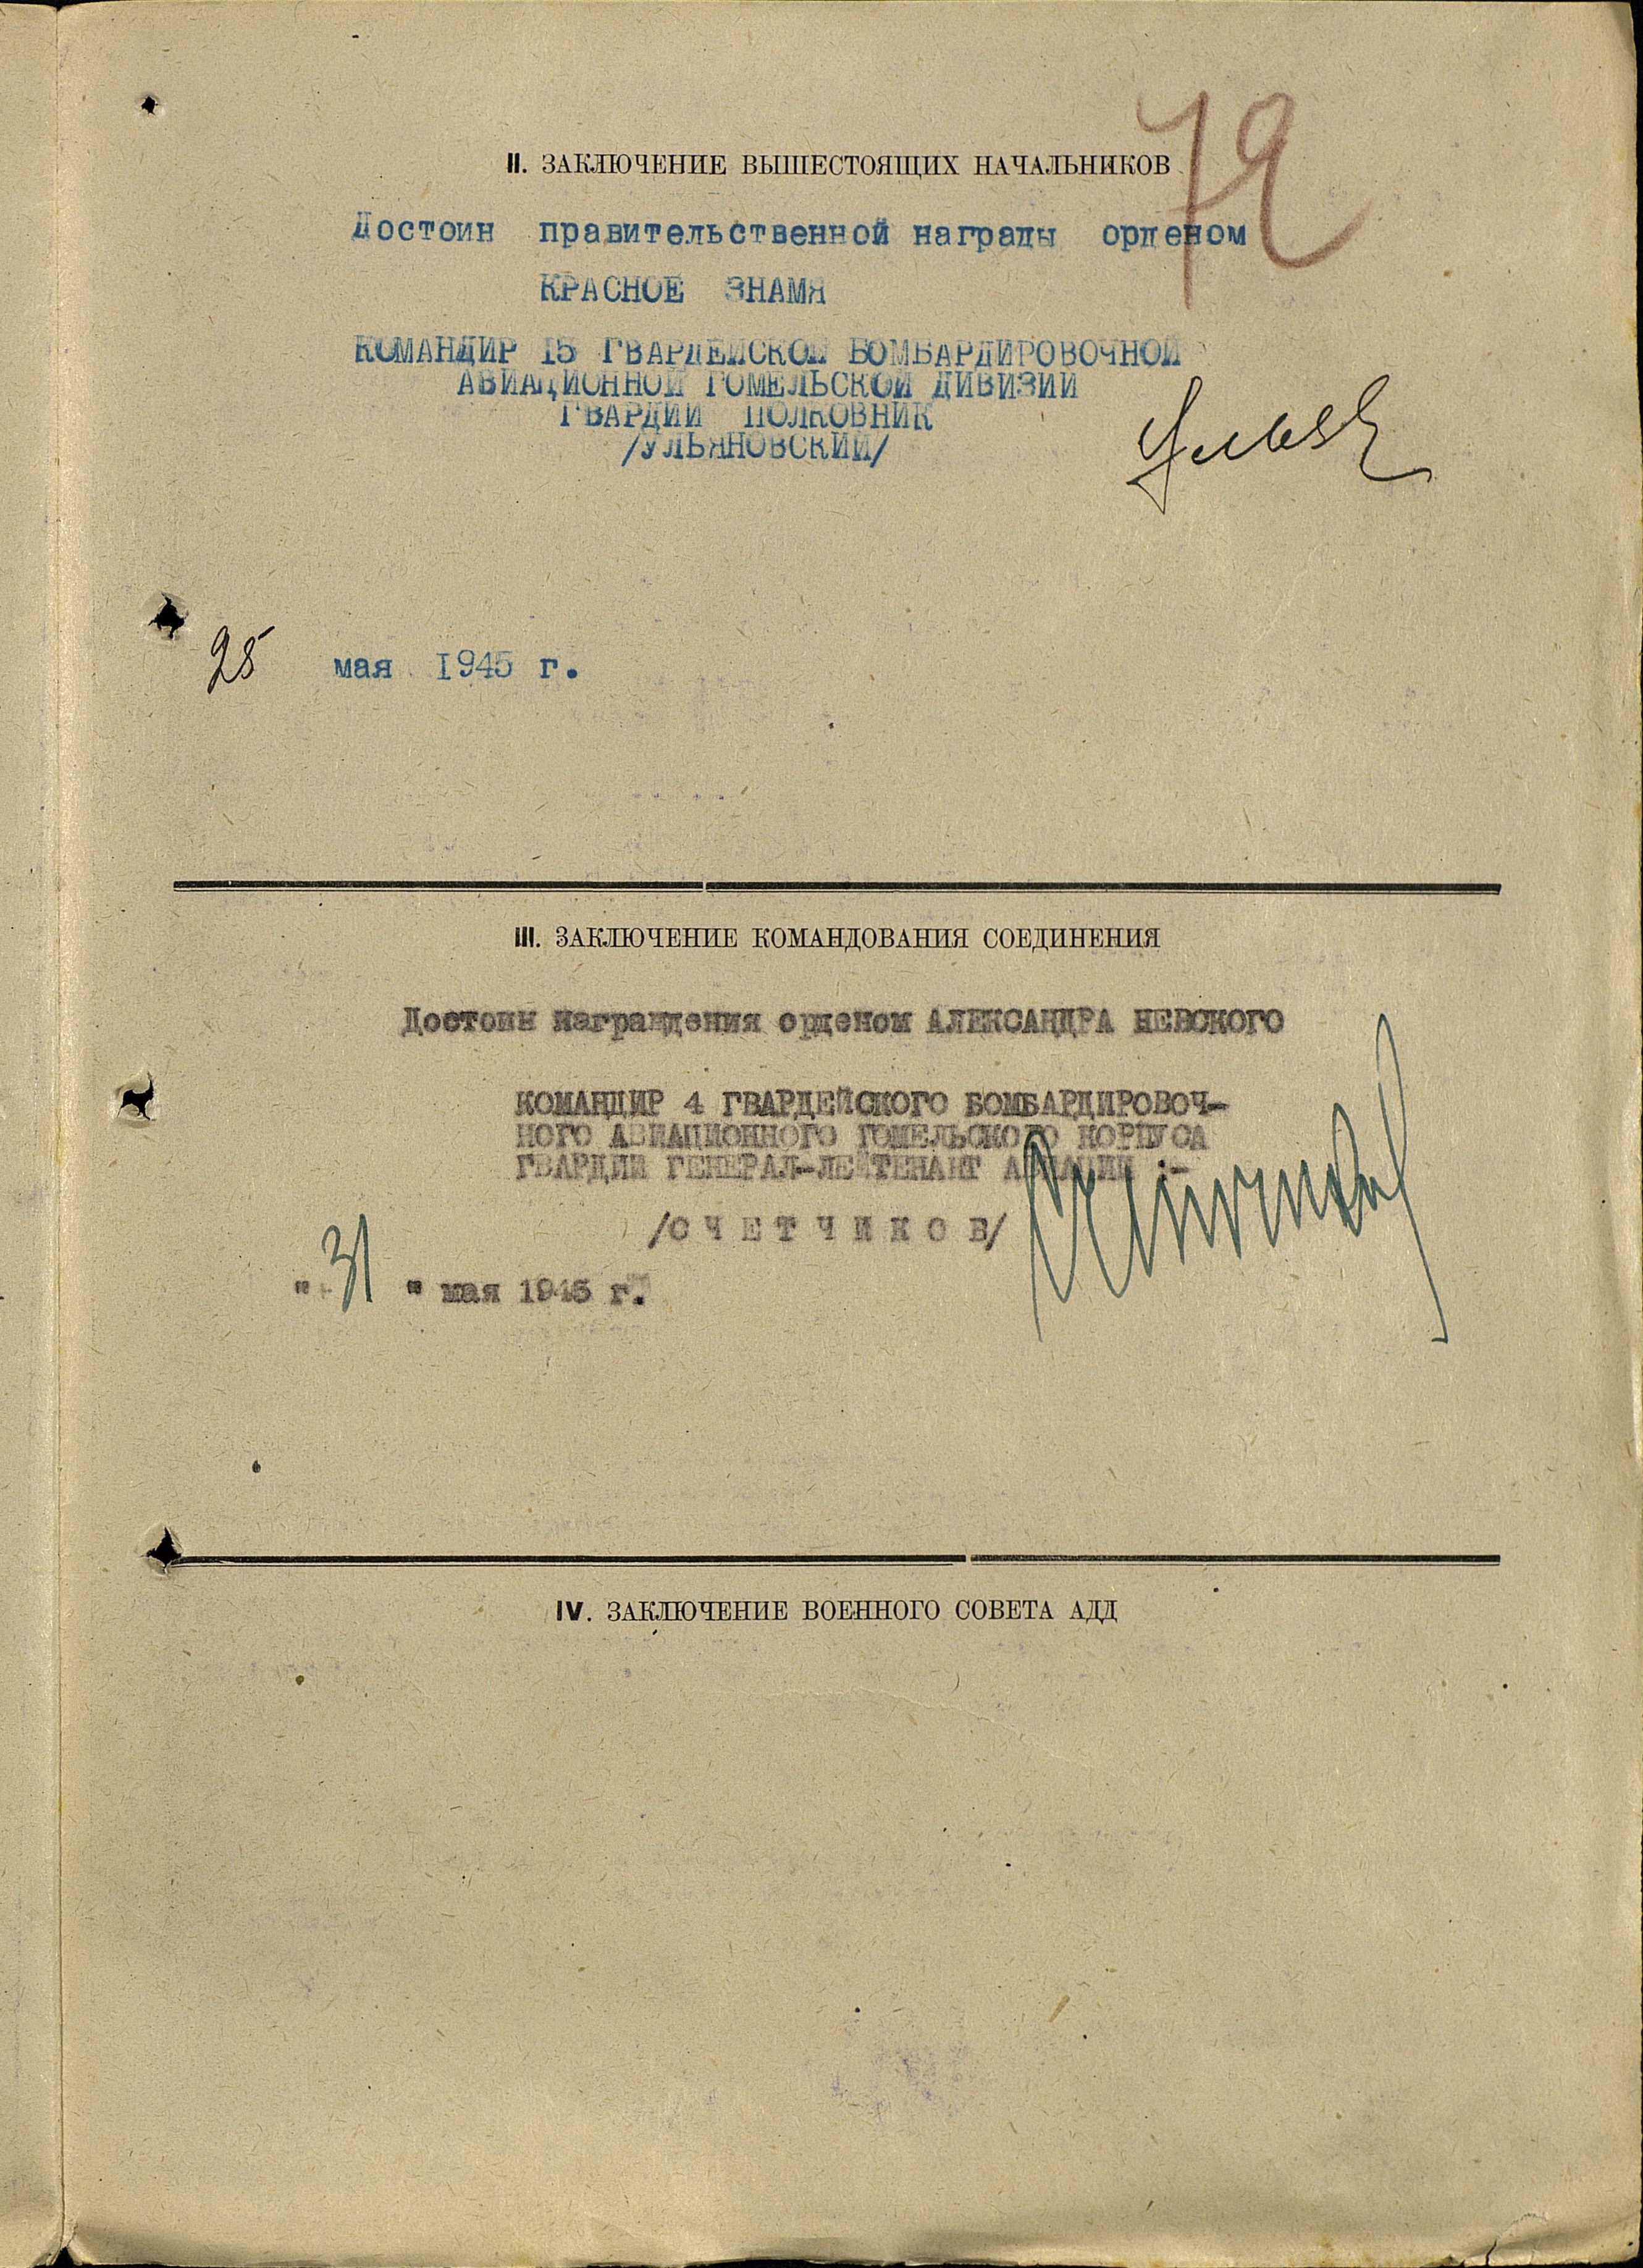 72
II. ЗАКЛЮЧЕНИЕ ВЫШЕСТОЯЩИХ НАЧАЛЬНИКОВ
Достоин правительственной награды орденом
КРАСНОЕ ЗНАМЯ
КОМАНДИР 15 ГВАРДЕЙСКОЙ БОМБАРДИРОВОЧНОЙ
АВИАЦИОННОЙ ГОМЕЛЬСКОЙ ДИВИЗИИ
ГВАРДИИ ПОЛКОВНИК
/УЛЬЯНОВСКИЙ/
25 мая 1945 г.
III. ЗАКЛЮЧЕНИЕ КОМАНДОВАНИЯ СОЕДИНЕНИЯ
Достоин награждения орденом АЛЕКСАНДРА НЕВСКОГО
КОМАНДИР 4 ГВАРДЕЙСКОГО БОМБАРДИРОВОЧ-
НОГО АВИАЦИОННОГО ГОМЕЛЬСКОГО КОРПУСА
ГВАРДИИ ГЕНЕРАЛ-ЛЕЙТЕНАНТ АВИАЦИИ :-
/С Ч Е Т Ч И К О В/
" 31 " мая 1945 г.
IV. ЗАКЛЮЧЕНИЕ ВОЕННОГО СОВЕТА АДД